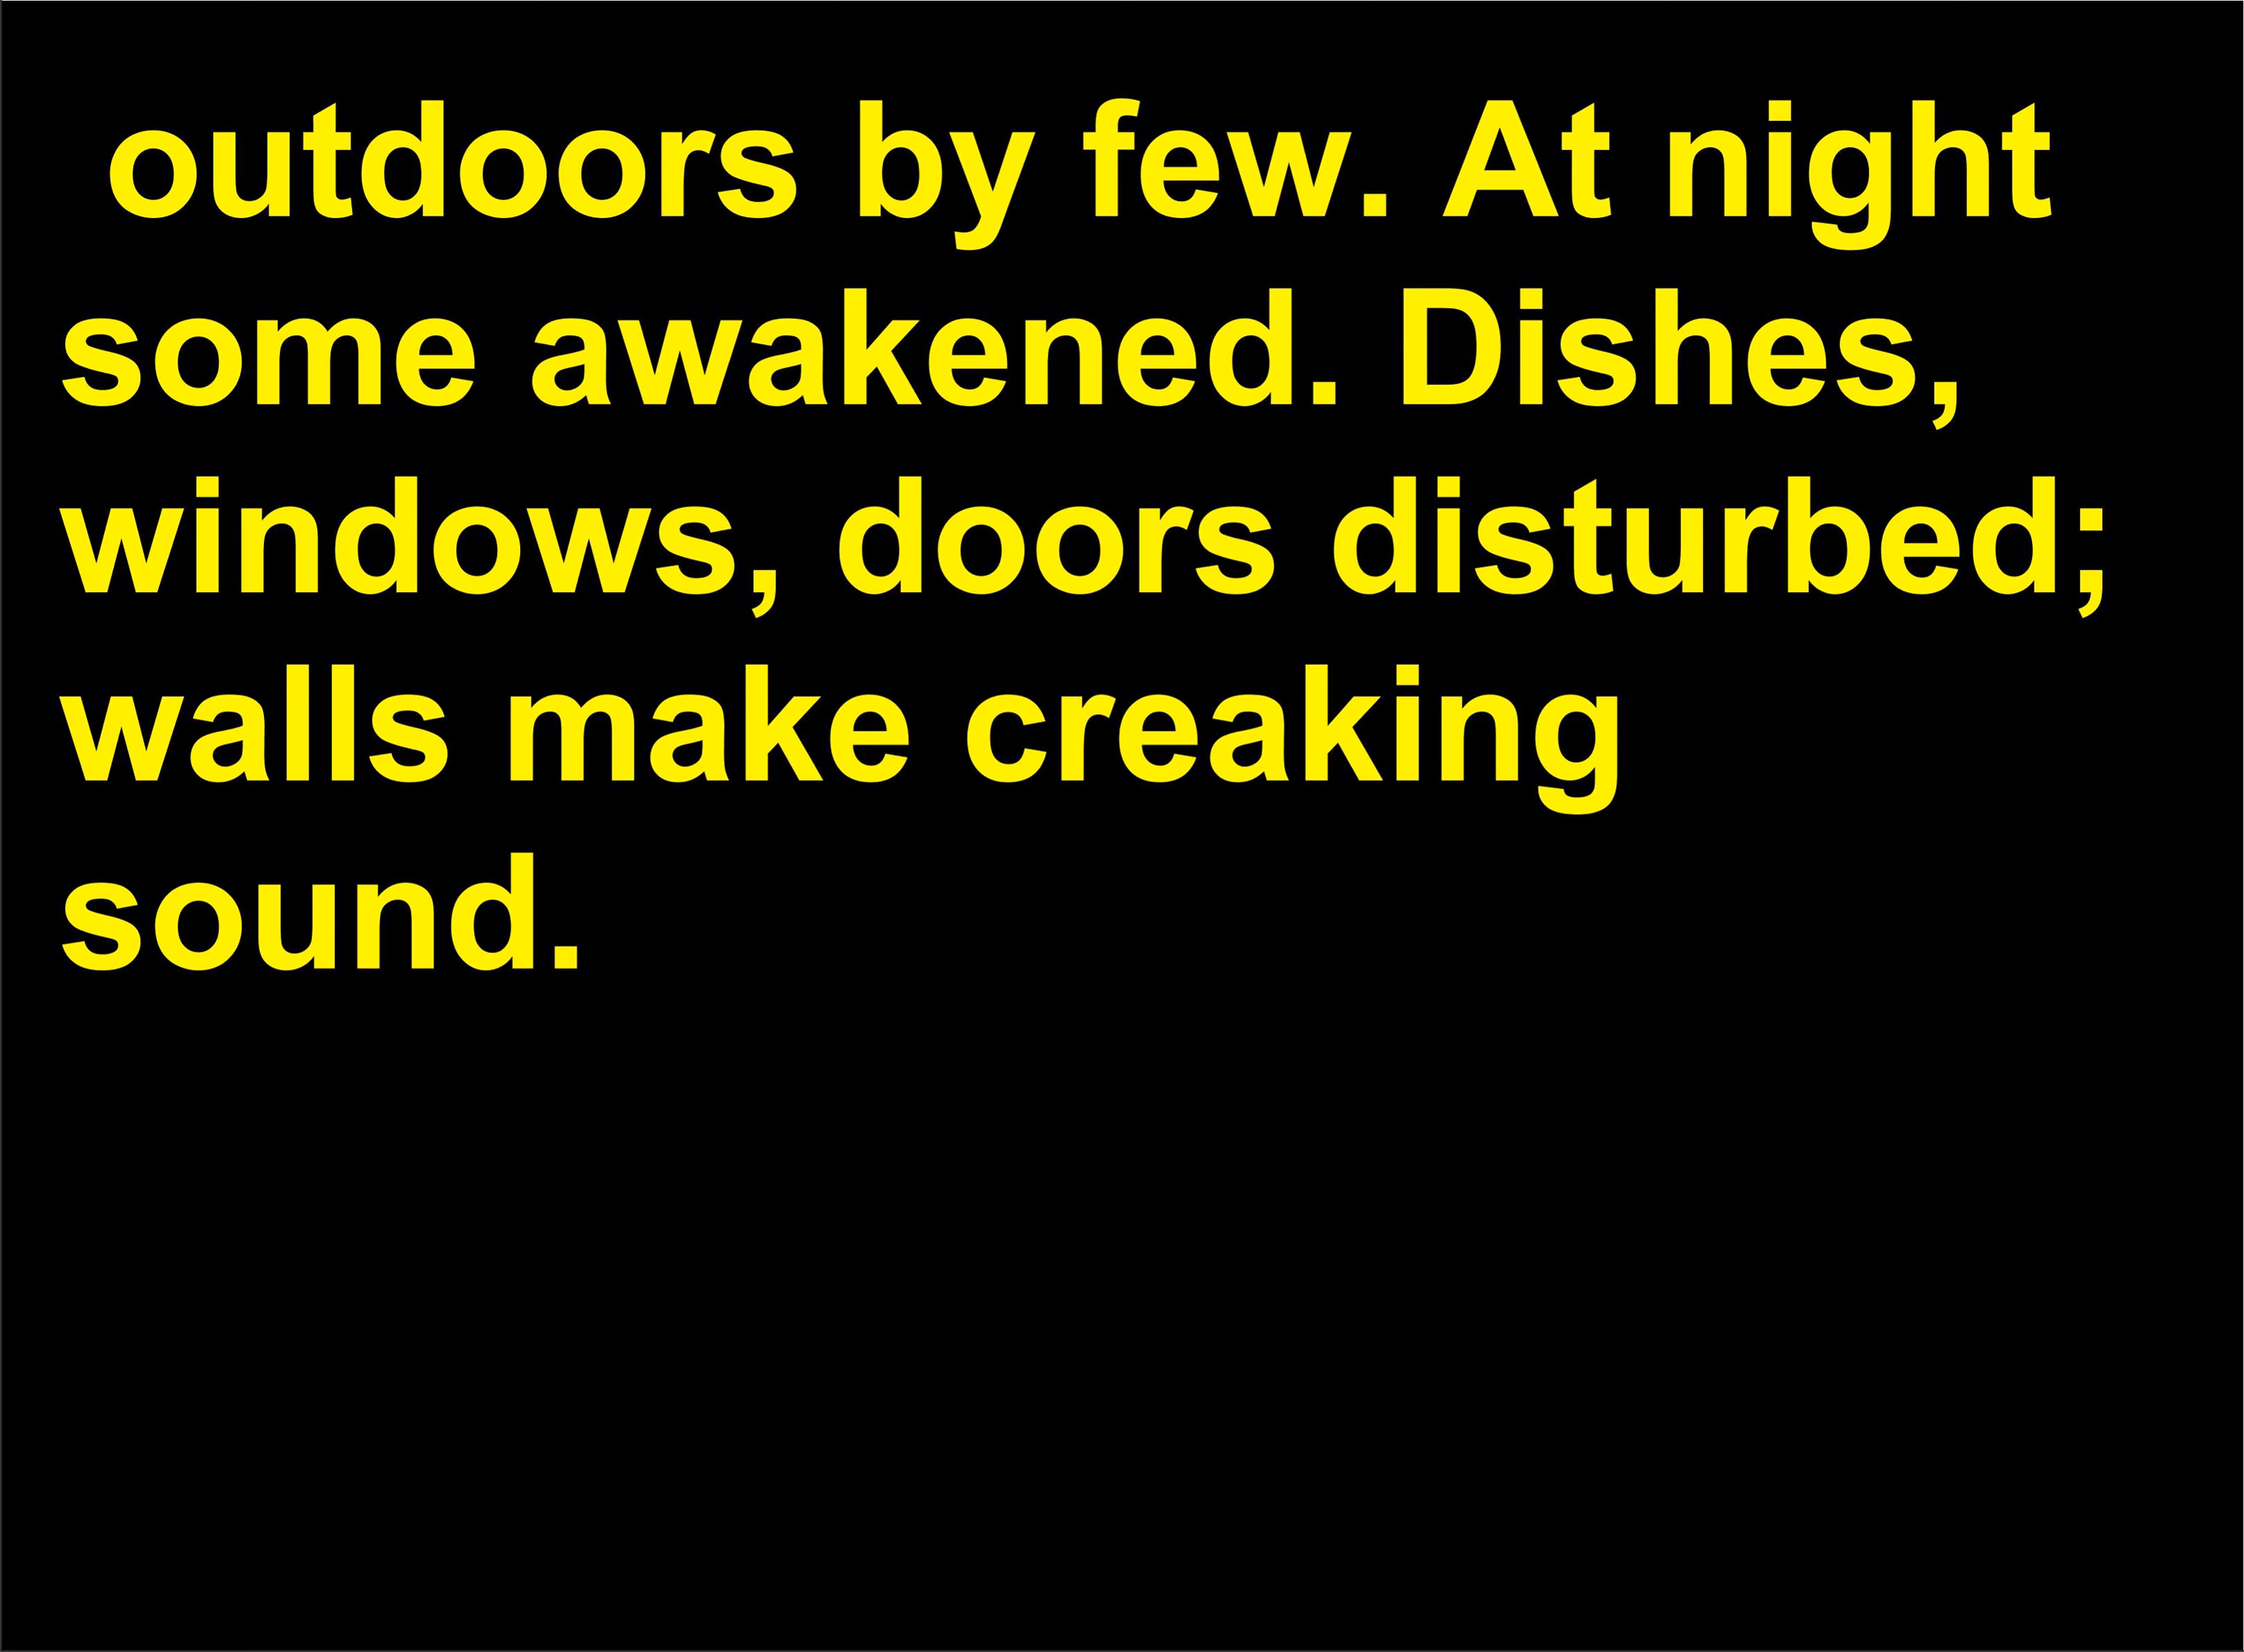 outdoors by few. At night
some awakened. Dishes,
windows, doors disturbed;
walls make creaking
sound.